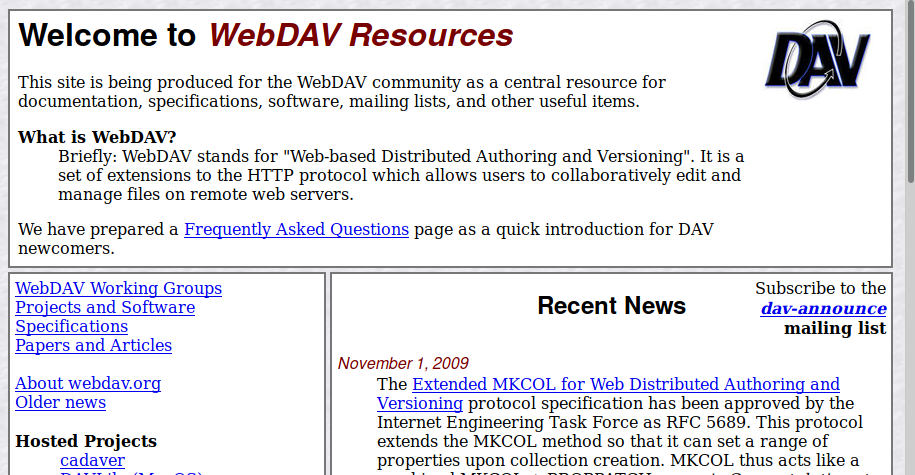 Welcome to WebDAV Resources
DAV
This site is being produced for the WebDAV community as a central resource for
documentation, specifications, software, mailing lists, and other useful items.
What is WebDAV?
Briefly: WebDAV stands for "Web-based Distributed Authoring and Versioning". It is a
set of extensions to the HTTP protocol which allows users to collaboratively edit and
manage files on remote web servers.
We have prepared a Frequently Asked Questions page as a quick introduction for DAV
newcomers.
WebDAV Working Groups
Projects and Software
Specifications
Papers and Articles
About webdav.org
Older news
Hosted Projects
cadaver
Recent News
Subscribe to the
dav-announce
mailing list
November 1, 2009
The Extended MKCOL for Web Distributed Authoring and
Versioning protocol specification has been approved by the
Internet Engineering Task Force as RFC 5689. This protocol
extends the MKCOL method so that it can set a range of
properties upon collection creation. MKCOL thus acts like a